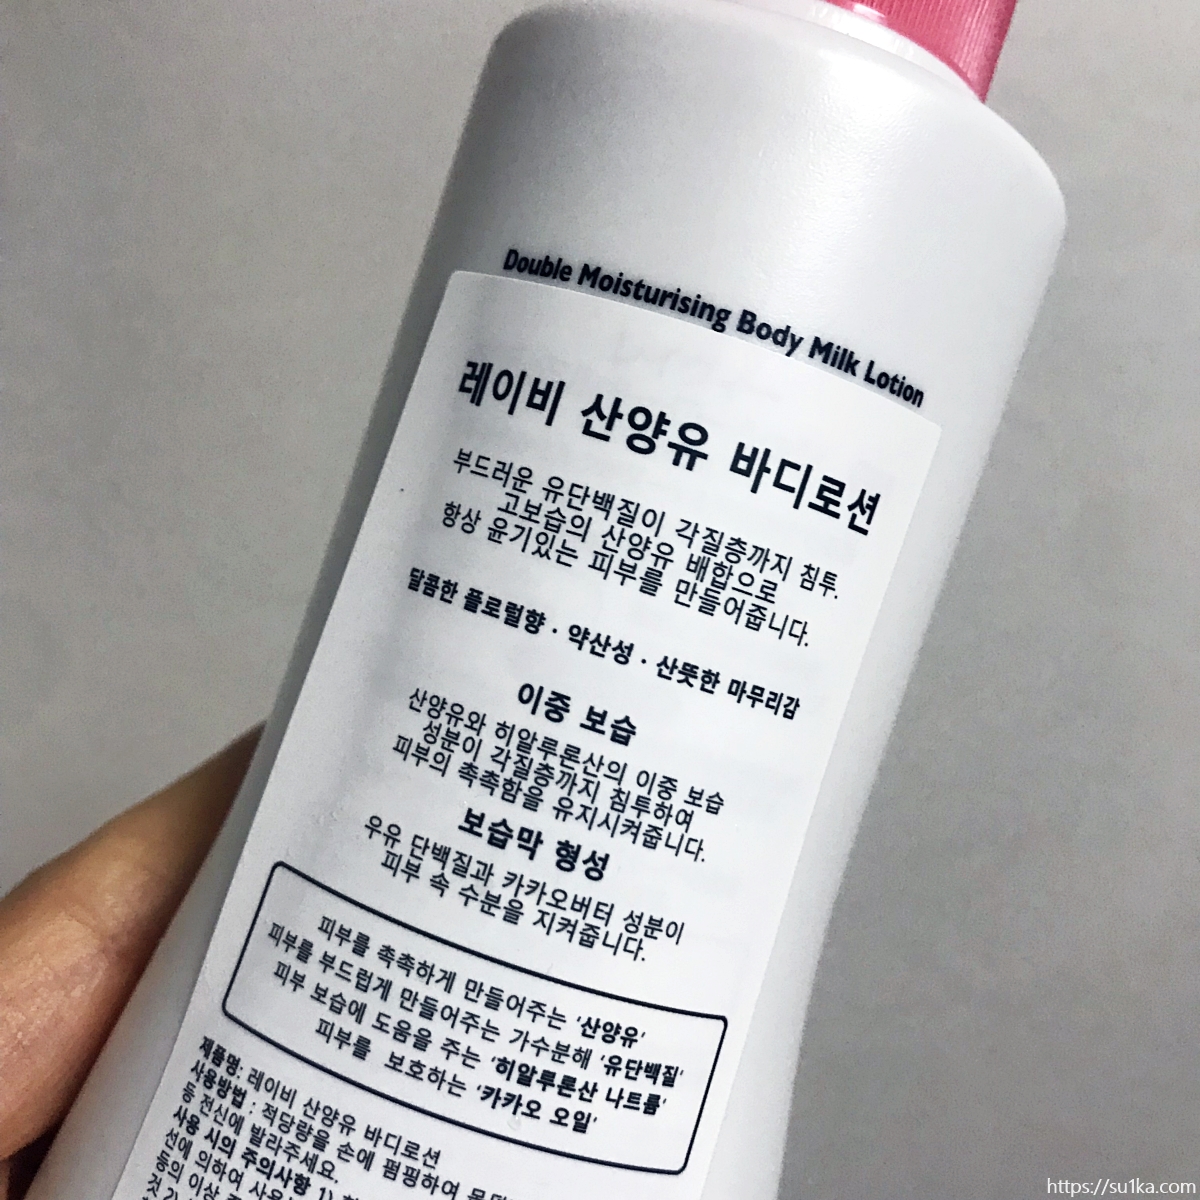 Double Moisturising Body Milk Lotion
레이비 산양유 바디로션
부드러운 유단백질이 각질층까지 침투.
고보습의 산양유 배합으로
항상 윤기있는 피부를 만들어줍니다.
달콤한 플로럴향 · 약산성 · 산뜻한 마무리감
이중 보습
산양유와 히알루론산의 이중 보습
성분이 각질층까지 침투하여
피부의 촉촉함을 유지시켜줍니다.
보습막 형성
우유 단백질과 카카오버터 성분이
피부 속 수분을 지켜줍니다.
피부를 촉촉하게 만들어주는 '산양유'
피부를 부드럽게 만들어주는 가수분해 '유단백질'
피부 보습에 도움을 주는 '히알루론산 나트륨'
피부를 보호하는 '카카오 오일'
제품명: 레이비 산양유 바디로션
사용방법 : 적당량을 손에 펌핑하여
등 전신에 발라주세요.
사용 시의 주의사항 1)
선에 의하여
등의 이상
https://su1ka.com